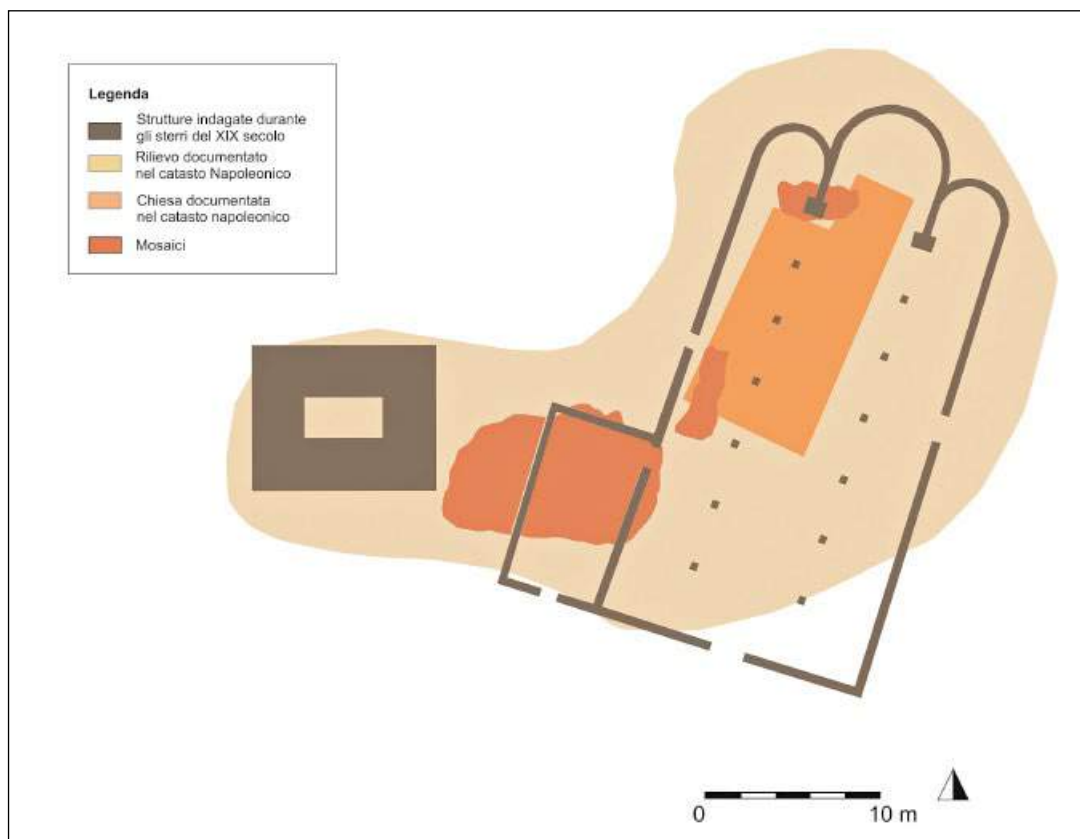 Legenda
Strutture indagate durante
gli sterri del XIX secolo
Rilievo documentato
nel catasto Napoleonico
Chiesa documentata
nel catasto napoleonico
Mosaici
0 10 m